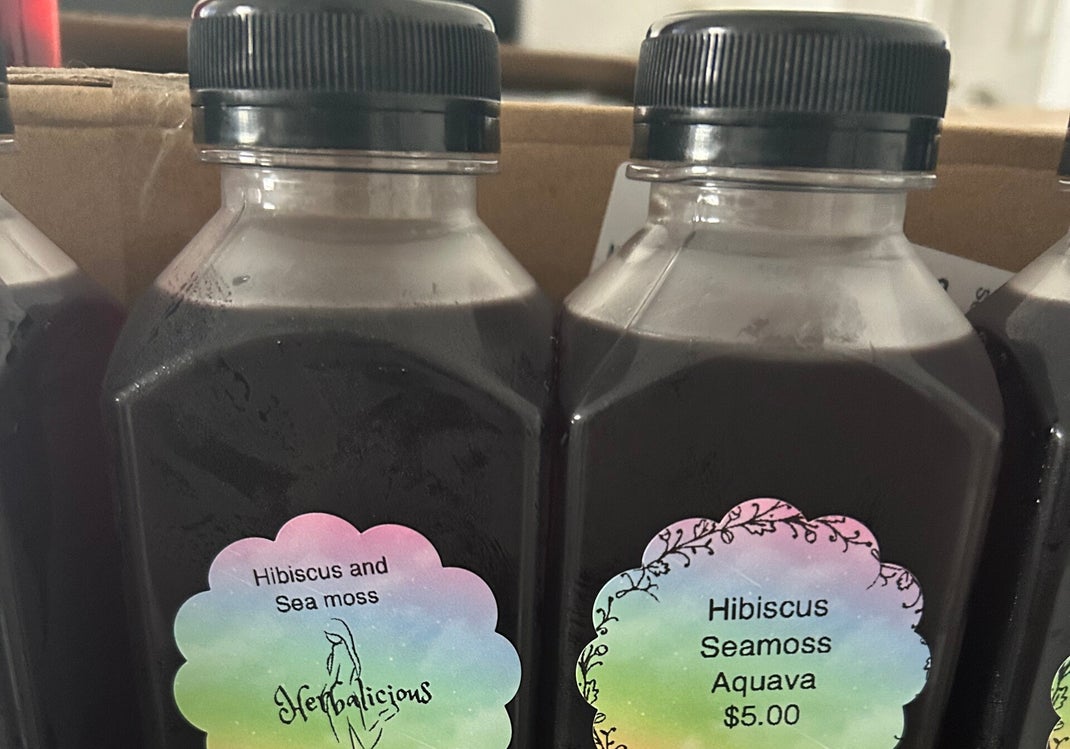 Hibiscus and
Sea moss
Herbalicious
Hibiscus
Seamoss
Aquava
$5.00